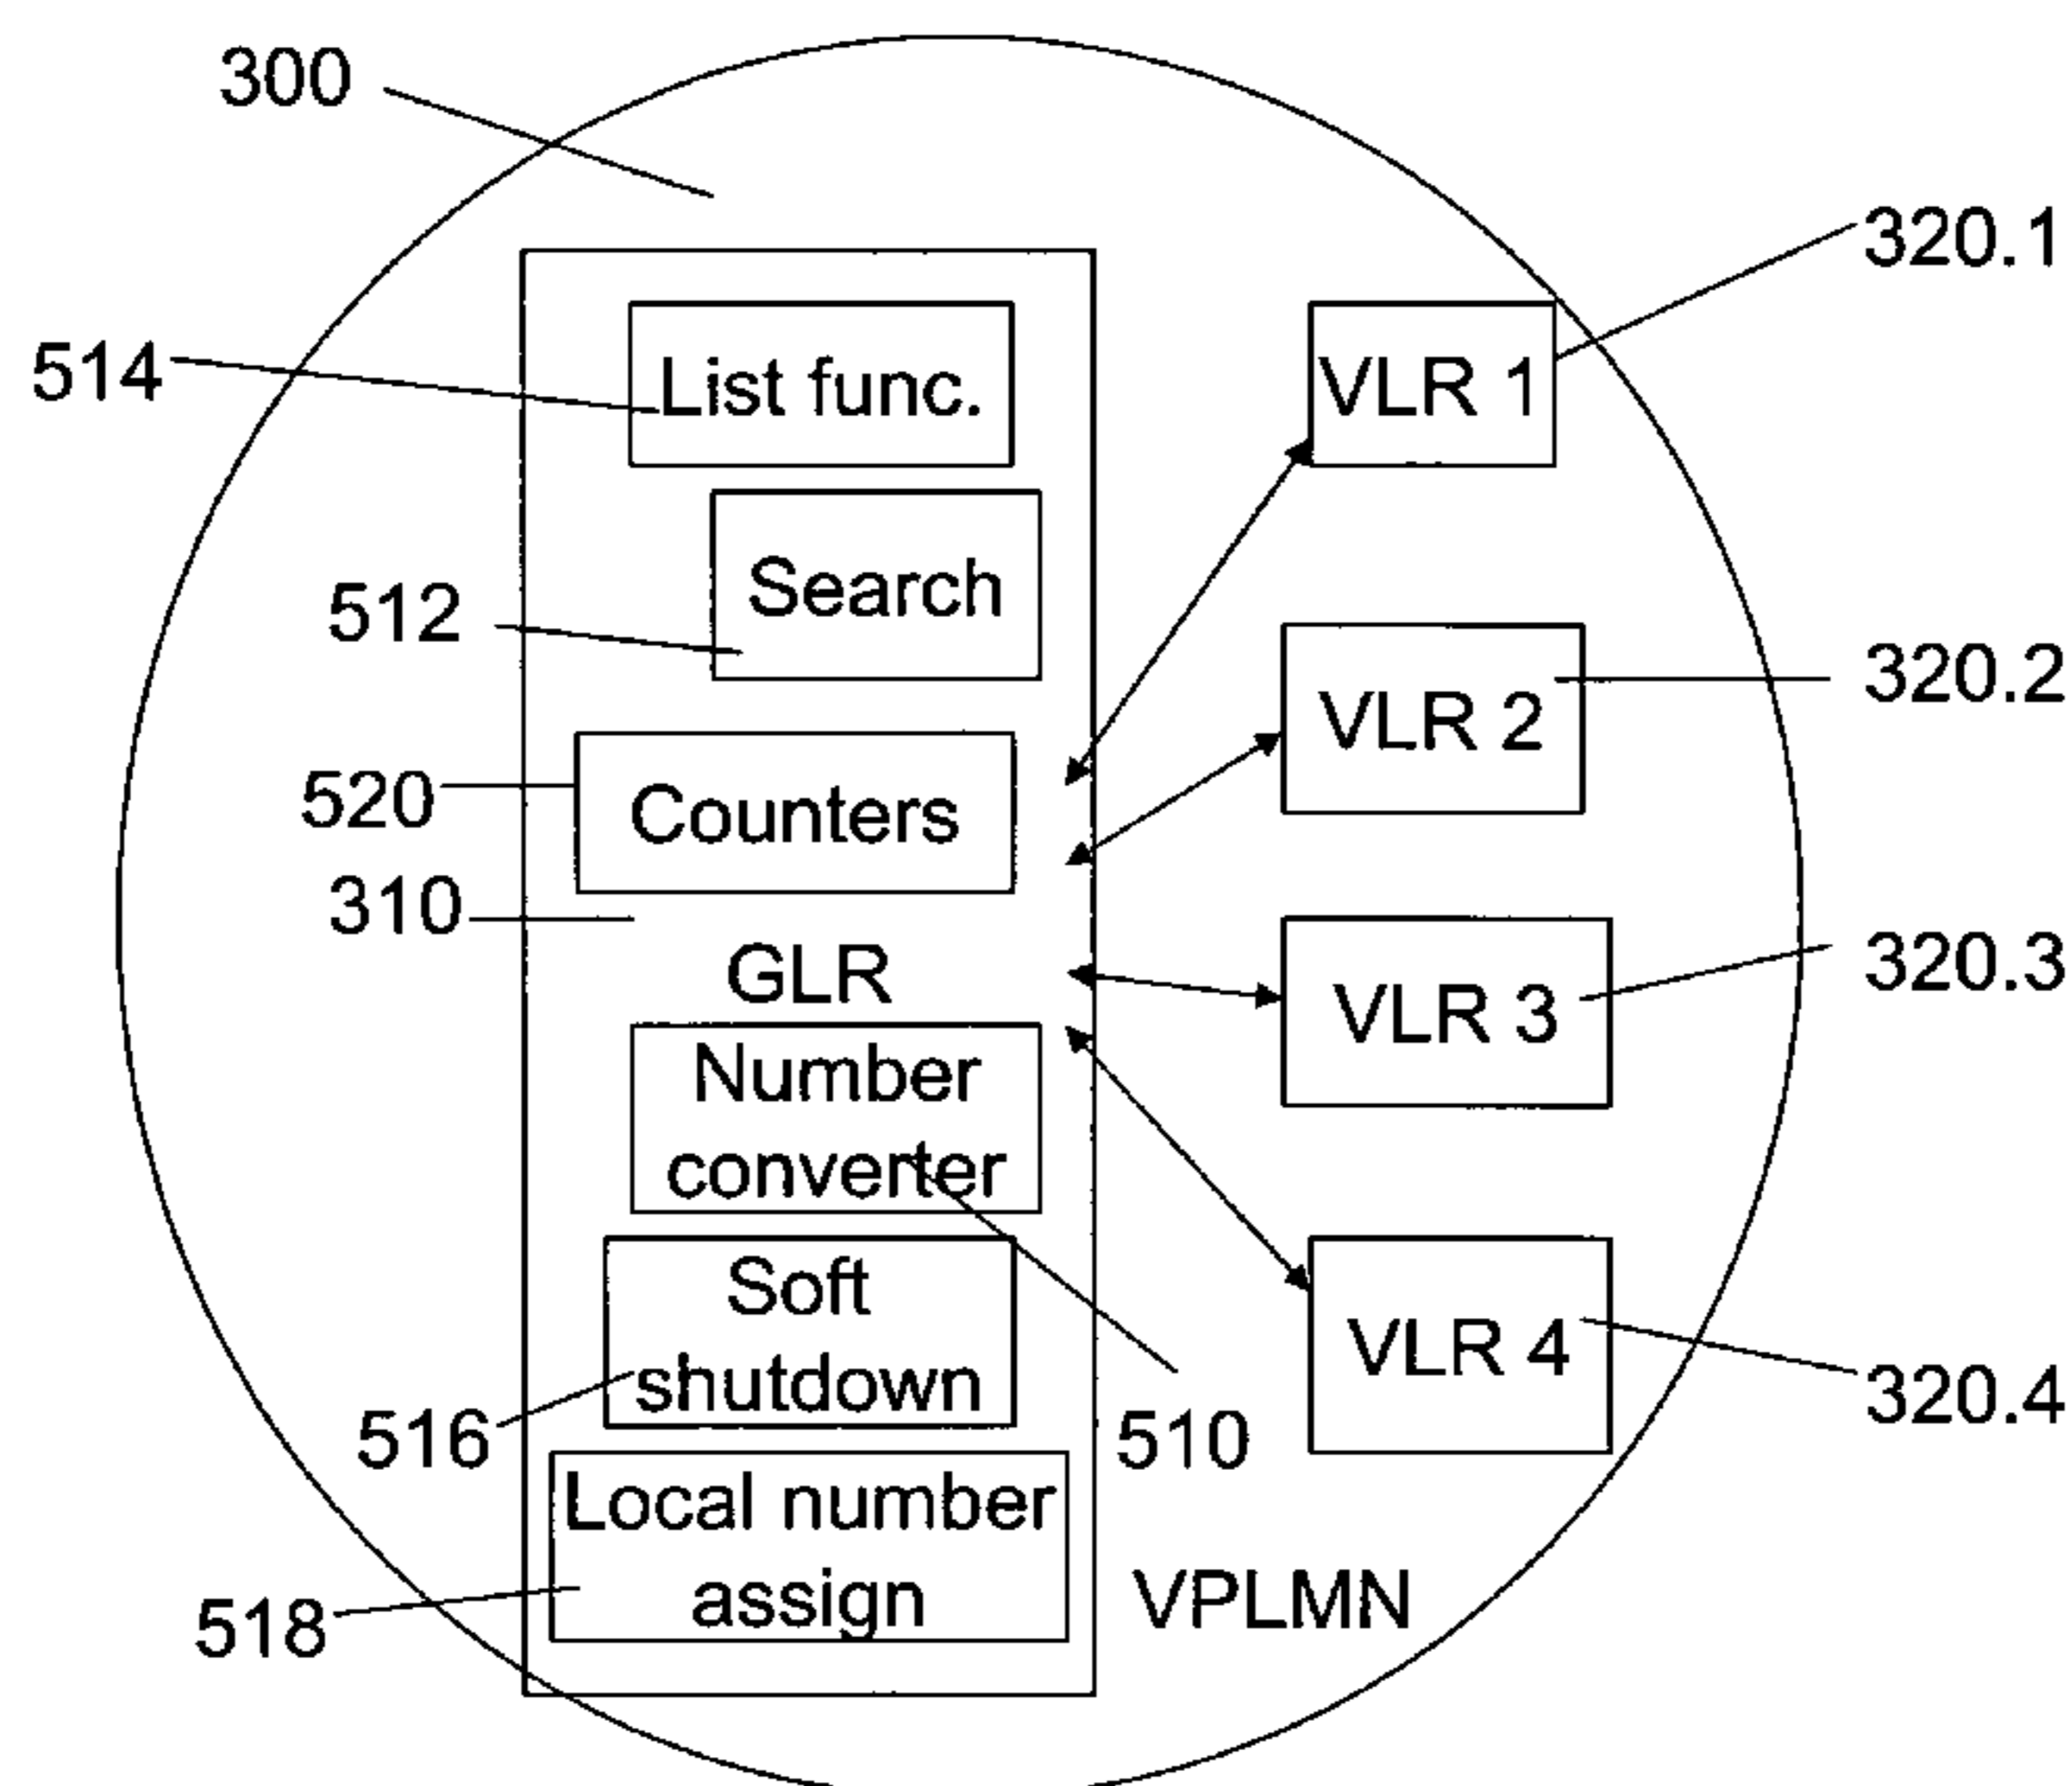 300
320.1
514
List func.
VLR 1
Search
512
320.2
VLR 2
520
Counters
310
GLR
320.3
VLR 3
Number
converter
Soft
shutdown
VLR 4
320.4
516
510
Local number
assign
VPLMN
518